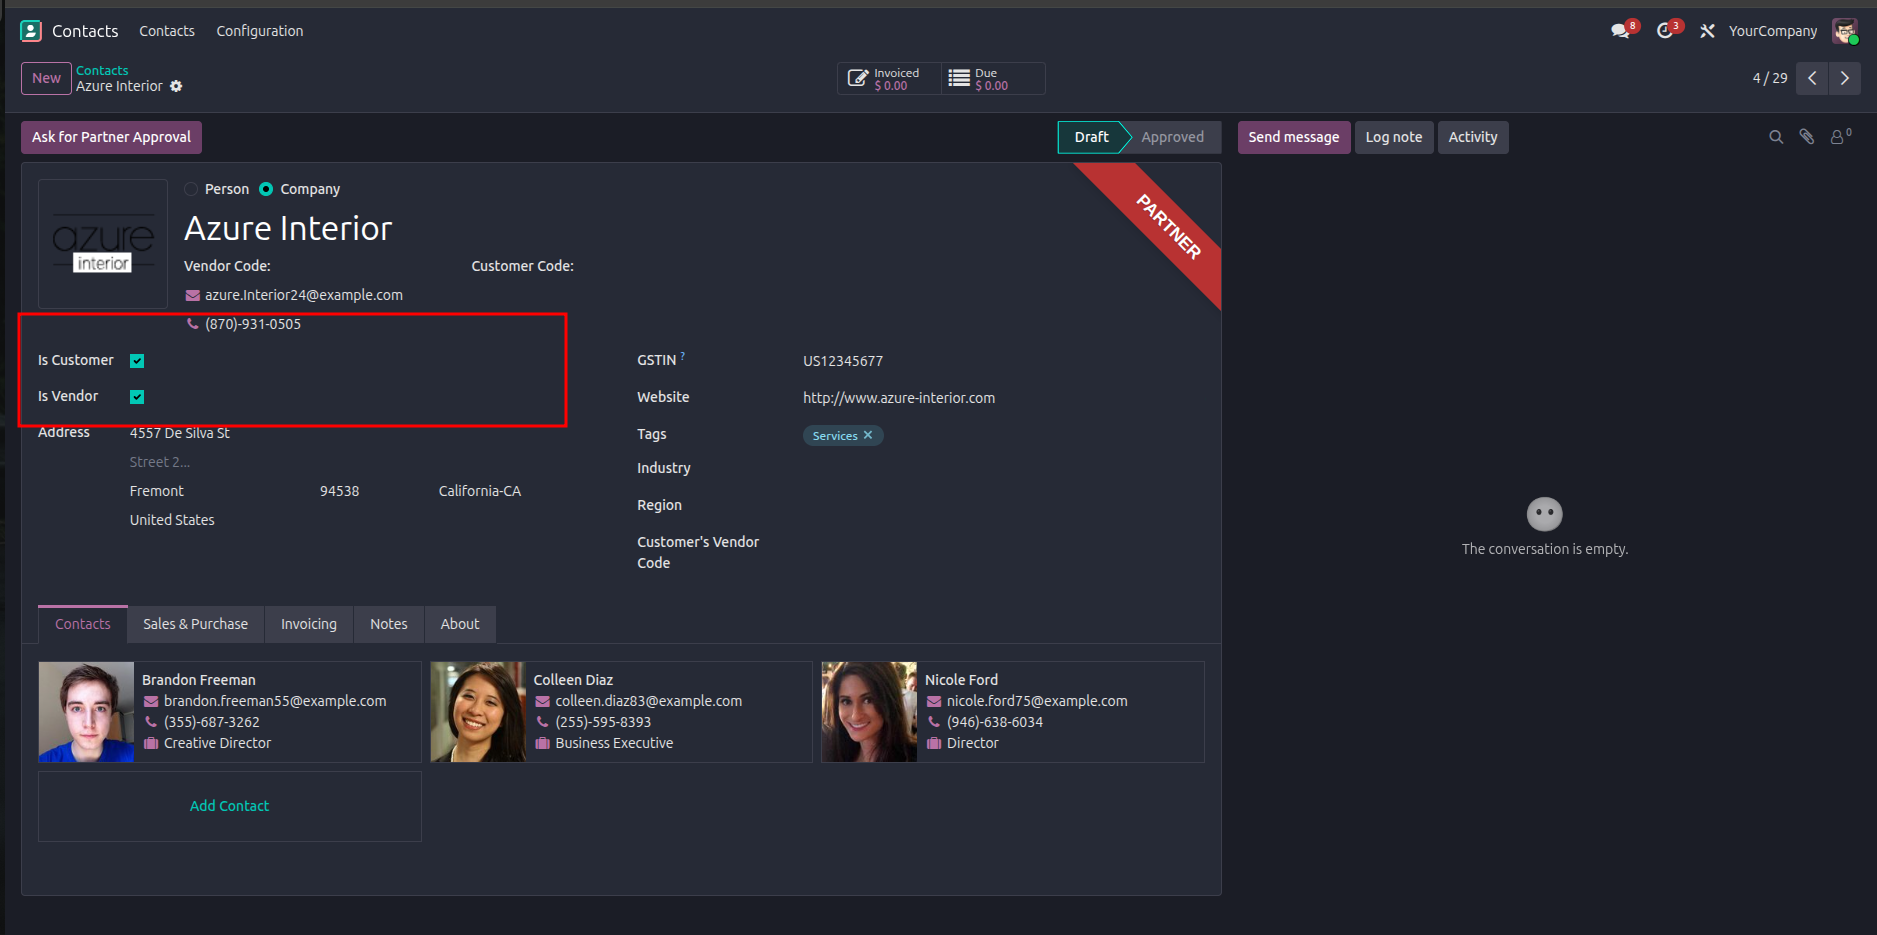 Contacts Contacts Configuration 8 3 YourCompany
New Contacts
Azure Interior
Invoiced
$ 0.00
Due
$ 0.00
4 / 29
Ask for Partner Approval
Draft Approved
Send message Log note Activity 0
Person Company
PARTNER
azure
interior
Azure Interior
Vendor Code: Customer Code:
azure.Interior24@example.com
(870)-931-0505
Is Customer
Is Vendor
Address 4557 De Silva St
Street 2...
Fremont 94538 California-CA
United States
GSTIN ? US12345677
Website http://www.azure-interior.com
Tags Services ✕
Industry
Region
Customer's Vendor
Code
The conversation is empty.
Contacts Sales & Purchase Invoicing Notes About
Brandon Freeman
brandon.freeman55@example.com
(355)-687-3262
Creative Director
Colleen Diaz
colleen.diaz83@example.com
(255)-595-8393
Business Executive
Nicole Ford
nicole.ford75@example.com
(946)-638-6034
Director
Add Contact